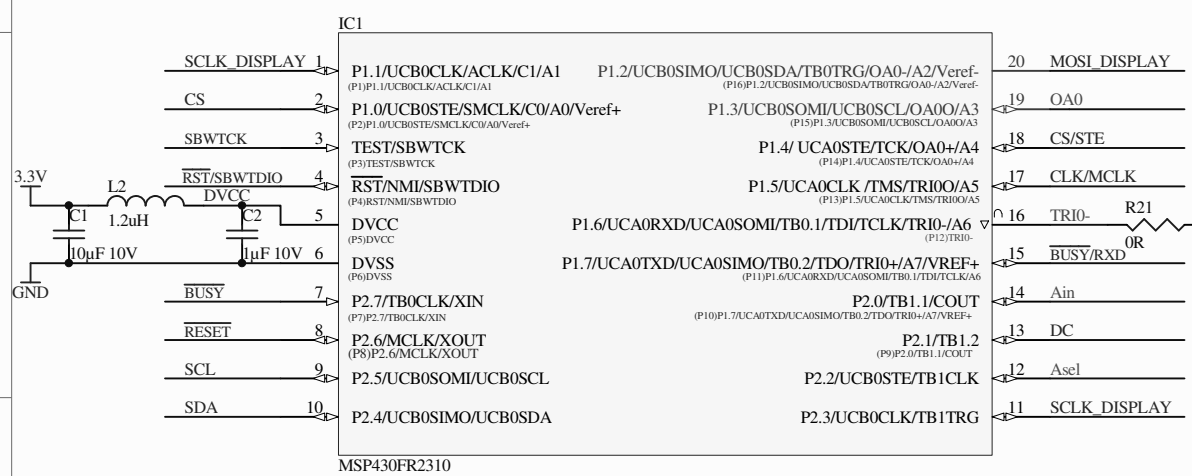 IC1
SCLK_DISPLAY 1 P1.1/UCB0CLK/ACLK/C1/A1 P1.2/UCB0SIMO/UCB0SDA/TB0TRG/OA0-/A2/Veref- 20 MOSI_DISPLAY
(P1)P1.1/UCB0CLK/ACLK/C1/A1 (P16)P1.2/UCB0SIMO/UCB0SDA/TB0TRG/OA0-/A2/Veref-
CS 2 P1.0/UCB0STE/SMCLK/C0/A0/Veref+ P1.3/UCB0SOMI/UCB0SCL/OA0O/A3 19 OA0
(P2)P1.0/UCB0STE/SMCLK/C0/A0/Veref+ (P15)P1.3/UCB0SOMI/UCB0SCL/OA0O/A3
SBWTCK 3 TEST/SBWTCK P1.4/ UCA0STE/TCK/OA0+/A4 18 CS/STE
(P3)TEST/SBWTCK (P14)P1.4/UCA0STE/TCK/OA0+/A4
3.3V L2 RST/SBWTDIO 4 RST/NMI/SBWTDIO P1.5/UCA0CLK /TMS/TRI0O/A5 17 CLK/MCLK
DVCC (P4)RST/NMI/SBWTDIO (P13)P1.5/UCA0CLK/TMS/TRI0O/A5
C1 1.2uH C2 5 DVCC P1.6/UCA0RXD/UCA0SOMI/TB0.1/TDI/TCLK/TRI0-/A6 16 TRI0- R21
(P5)DVCC (P12)TRI0- 0R
10µF 10V 1µF 10V 6 DVSS P1.7/UCA0TXD/UCA0SIMO/TB0.2/TDO/TRI0+/A7/VREF+ 15 BUSY/RXD
(P6)DVSS (P11)P1.6/UCA0RXD/UCA0SOMI/TB0.1/TDI/TCLK/A6
GND BUSY 7 P2.7/TB0CLK/XIN P2.0/TB1.1/COUT 14 Ain
(P7)P2.7/TB0CLK/XIN (P10)P1.7/UCA0TXD/UCA0SIMO/TB0.2/TDO/TRI0+/A7/VREF+
RESET 8 P2.6/MCLK/XOUT P2.1/TB1.2 13 DC
(P8)P2.6/MCLK/XOUT (P9)P2.0/TB1.1/COUT
SCL 9 P2.5/UCB0SOMI/UCB0SCL P2.2/UCB0STE/TB1CLK 12 Asel
SDA 10 P2.4/UCB0SIMO/UCB0SDA P2.3/UCB0CLK/TB1TRG 11 SCLK_DISPLAY
MSP430FR2310